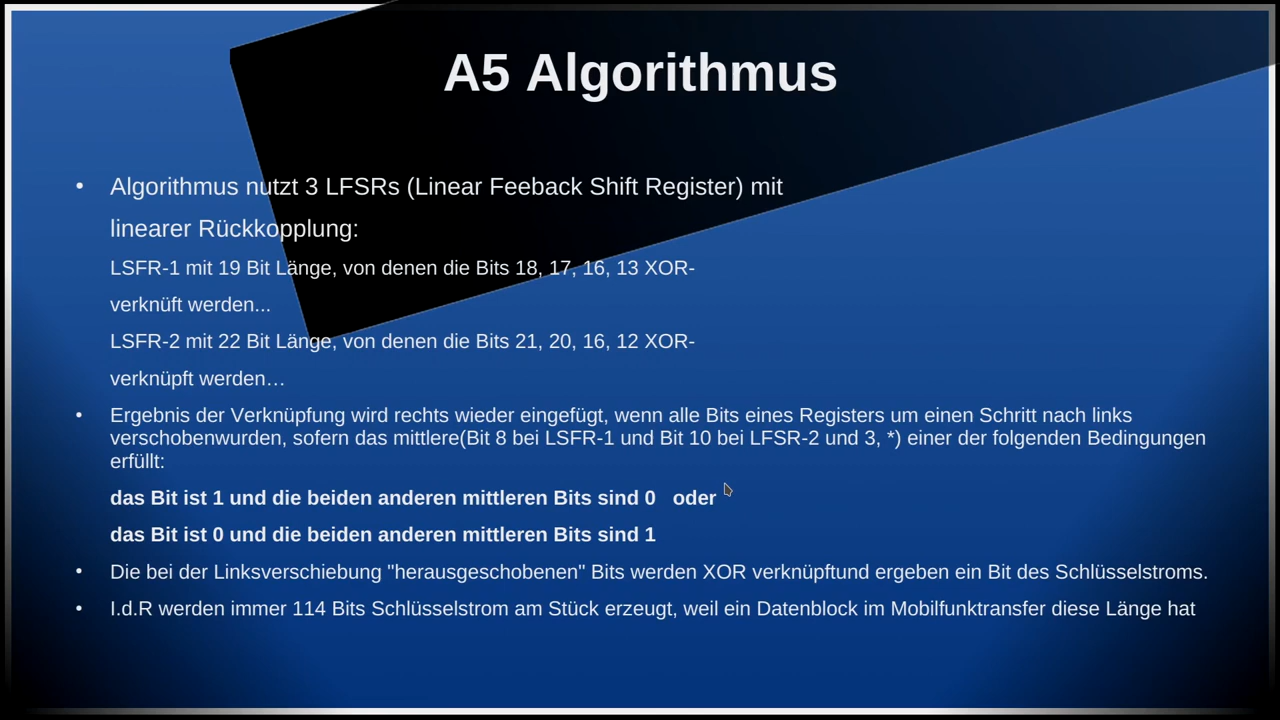 A5 Algorithmus
• Algorithmus nutzt 3 LFSRs (Linear Feeback Shift Register) mit
linearer Rückkopplung:
LSFR-1 mit 19 Bit Länge, von denen die Bits 18, 17, 16, 13 XOR-
verknüft werden...
LSFR-2 mit 22 Bit Länge, von denen die Bits 21, 20, 16, 12 XOR-
verknüpft werden…
• Ergebnis der Verknüpfung wird rechts wieder eingefügt, wenn alle Bits eines Registers um einen Schritt nach links
verschobenwurden, sofern das mittlere(Bit 8 bei LSFR-1 und Bit 10 bei LFSR-2 und 3, *) einer der folgenden Bedingungen
erfüllt:
das Bit ist 1 und die beiden anderen mittleren Bits sind 0 oder
das Bit ist 0 und die beiden anderen mittleren Bits sind 1
• Die bei der Linksverschiebung "herausgeschobenen" Bits werden XOR verknüpftund ergeben ein Bit des Schlüsselstroms.
• I.d.R werden immer 114 Bits Schlüsselstrom am Stück erzeugt, weil ein Datenblock im Mobilfunktransfer diese Länge hat